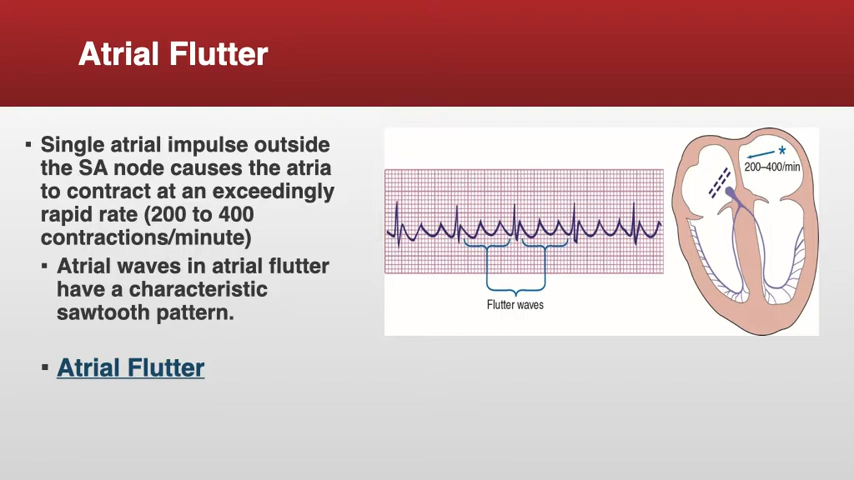 Atrial Flutter
▪ Single atrial impulse outside
the SA node causes the atria
to contract at an exceedingly
rapid rate (200 to 400
contractions/minute)
▪ Atrial waves in atrial flutter
have a characteristic
sawtooth pattern.
▪ Atrial Flutter
Flutter waves
*
200–400/min